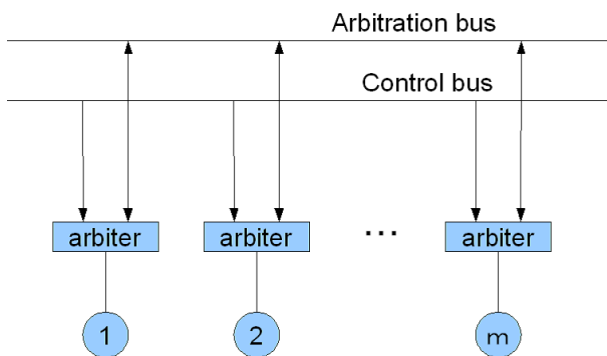 Arbitration bus
Control bus
arbiter arbiter ... arbiter
1 2 m